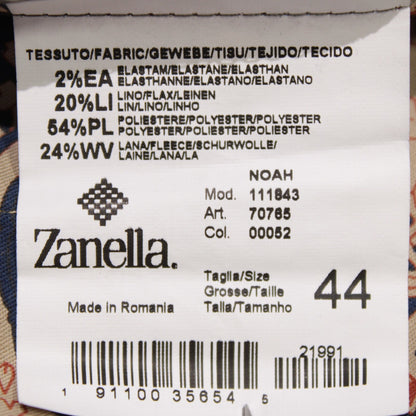 TESSUTO/FABRIC/GEWEBE/TISU/TEJIDO/TECIDO
2%EA ELASTAM/ELASTANE/ELASTHAN
ELASTHANNE/ELASTANO/ELASTANO
20%LI LINO/FLAX/LEINEN
LIN/LINO/LINHO
54%PL POLIESTERE/POLYESTER/POLYESTER
POLYESTER/POLYESTER/POLIESTER
24%WV LANA/FLEECE/SCHURWOLLE/
LAINE/LANA/LA
NOAH
Mod. 111843
Art. 70765
Col. 00052
Zanella.
Taglia/Size
Grosse/Taille
Talla/Tamanho
44
Made in Romania
21991
1 91100 35654 5